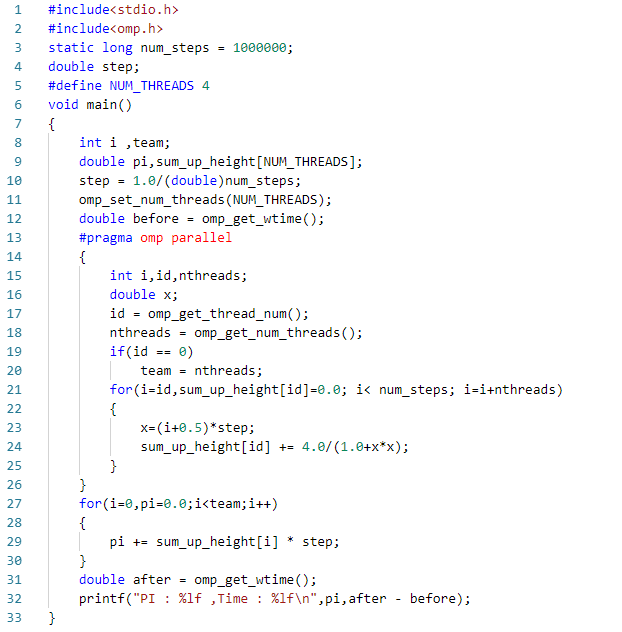 1 #include<stdio.h>
2 #include<omp.h>
3 static long num_steps = 1000000;
4 double step;
5 #define NUM_THREADS 4
6 void main()
7 {
8 int i ,team;
9 double pi,sum_up_height[NUM_THREADS];
10 step = 1.0/(double)num_steps;
11 omp_set_num_threads(NUM_THREADS);
12 double before = omp_get_wtime();
13 #pragma omp parallel
14 {
15 int i,id,nthreads;
16 double x;
17 id = omp_get_thread_num();
18 nthreads = omp_get_num_threads();
19 if(id == 0)
20 team = nthreads;
21 for(i=id,sum_up_height[id]=0.0; i< num_steps; i=i+nthreads)
22 {
23 x=(i+0.5)*step;
24 sum_up_height[id] += 4.0/(1.0+x*x);
25 }
26 }
27 for(i=0,pi=0.0;i<team;i++)
28 {
29 pi += sum_up_height[i] * step;
30 }
31 double after = omp_get_wtime();
32 printf("PI : %lf ,Time : %lf\n",pi,after - before);
33 }